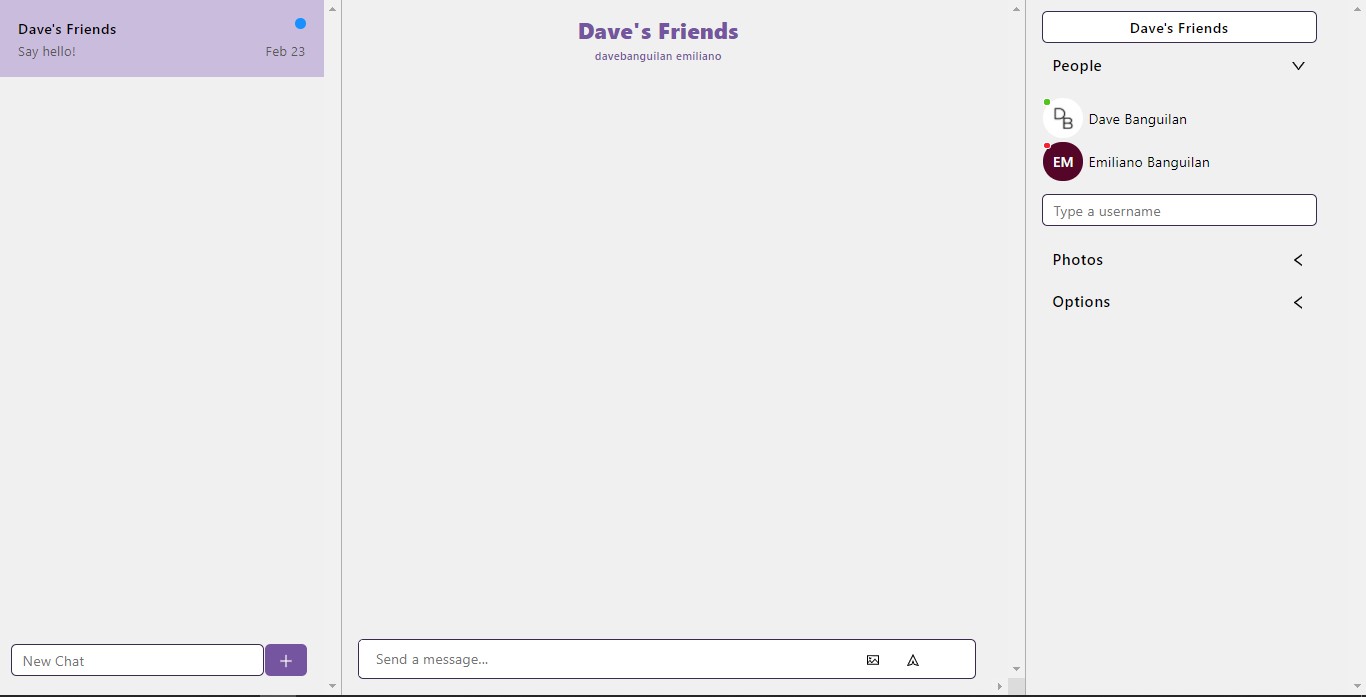 Dave's Friends
Say hello!
Feb 23
New Chat
Dave's Friends
davebanguilan emiliano
Send a message...
Dave's Friends
People
DB Dave Banguilan
EM Emiliano Banguilan
Type a username
Photos
Options